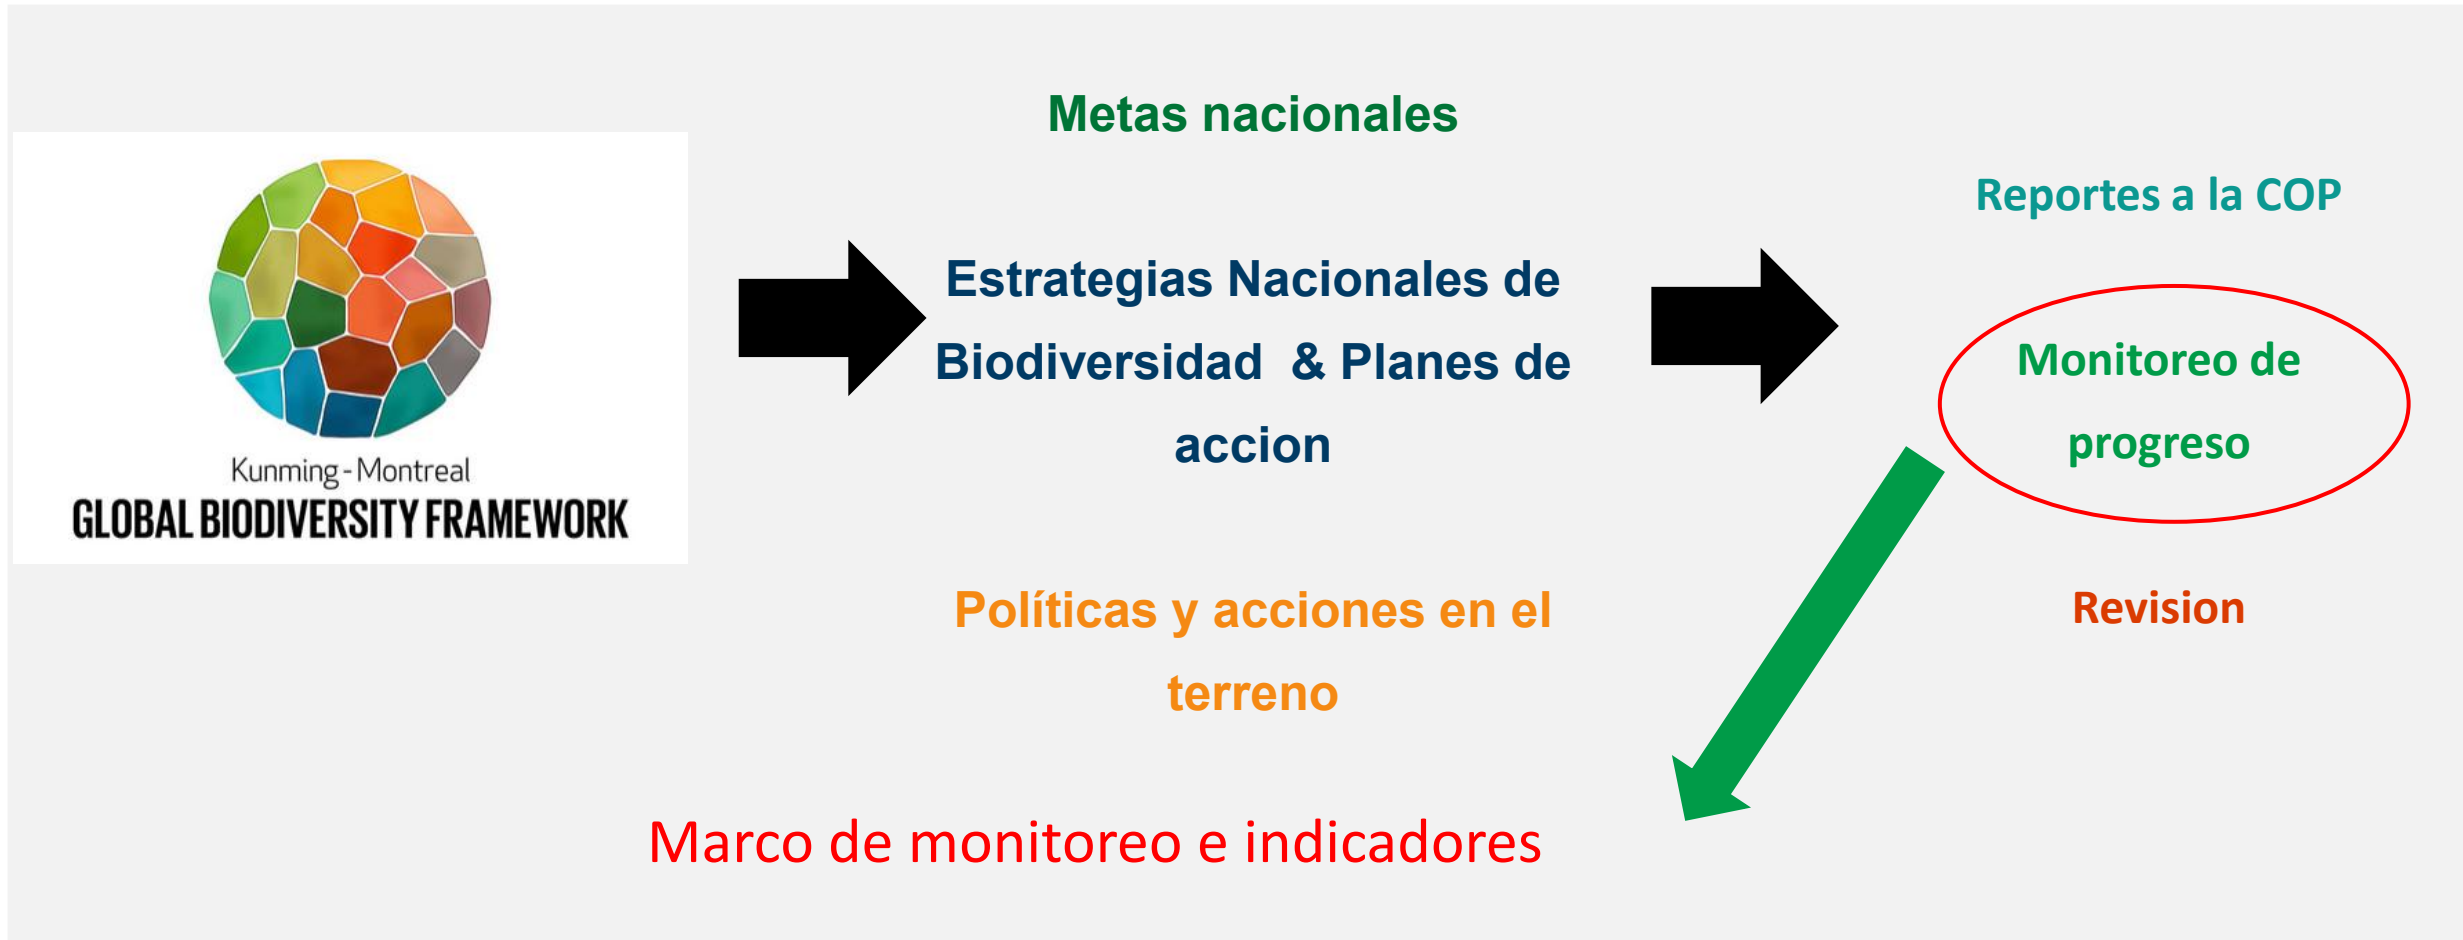 Kunming-Montreal
GLOBAL BIODIVERSITY FRAMEWORK
Metas nacionales
Estrategias Nacionales de
Biodiversidad & Planes de
accion
Políticas y acciones en el
terreno
Reportes a la COP
Monitoreo de
progreso
Revision
Marco de monitoreo e indicadores